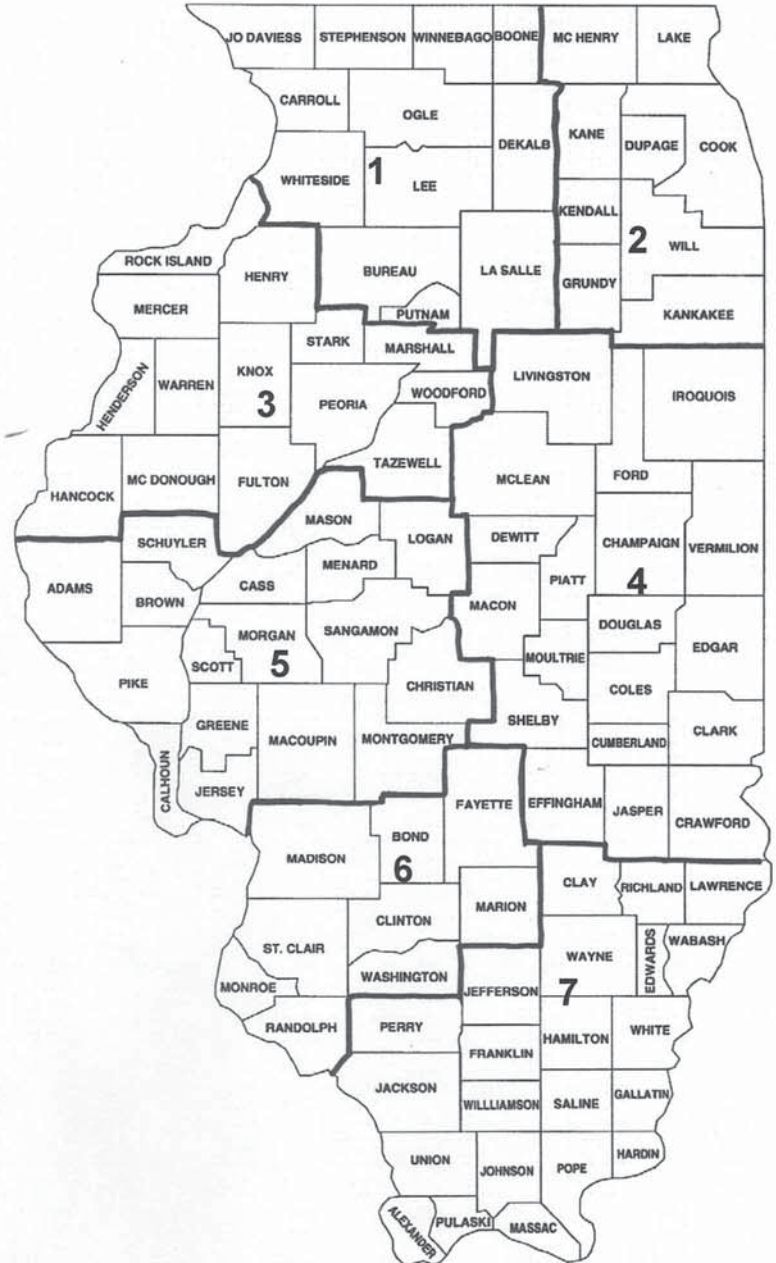 JO DAVIESS STEPHENSON WINNEBAGO BOONE MC HENRY LAKE
CARROLL OGLE DEKALB KANE DUPAGE COOK
WHITESIDE 1 LEE KENDALL 2 WILL
ROCK ISLAND HENRY BUREAU LA SALLE GRUNDY
MERCER PUTNAM KANKAKEE
HENDERSON WARREN KNOX STARK MARSHALL LIVINGSTON IROQUOIS
3 PEORIA WOODFORD
HANCOCK MC DONOUGH FULTON TAZEWELL MCLEAN FORD
SCHUYLER MASON LOGAN DEWITT CHAMPAIGN VERMILION
ADAMS BROWN CASS MENARD MACON PIATT 4
PIKE SCOTT MORGAN 5 SANGAMON MOULTRIE DOUGLAS EDGAR
CHRISTIAN COLES
CALHOUN GREENE MACOUPIN MONTGOMERY SHELBY CUMBERLAND CLARK
JERSEY FAYETTE EFFINGHAM JASPER CRAWFORD
MADISON BOND
6 CLAY RICHLAND LAWRENCE
ST. CLAIR CLINTON MARION WAYNE EDWARDS WABASH
MONROE WASHINGTON JEFFERSON 7
RANDOLPH PERRY FRANKLIN HAMILTON WHITE
JACKSON WILLLIAMSON SALINE GALLATIN
UNION JOHNSON POPE HARDIN
ALEXANDER PULASKI MASSAC